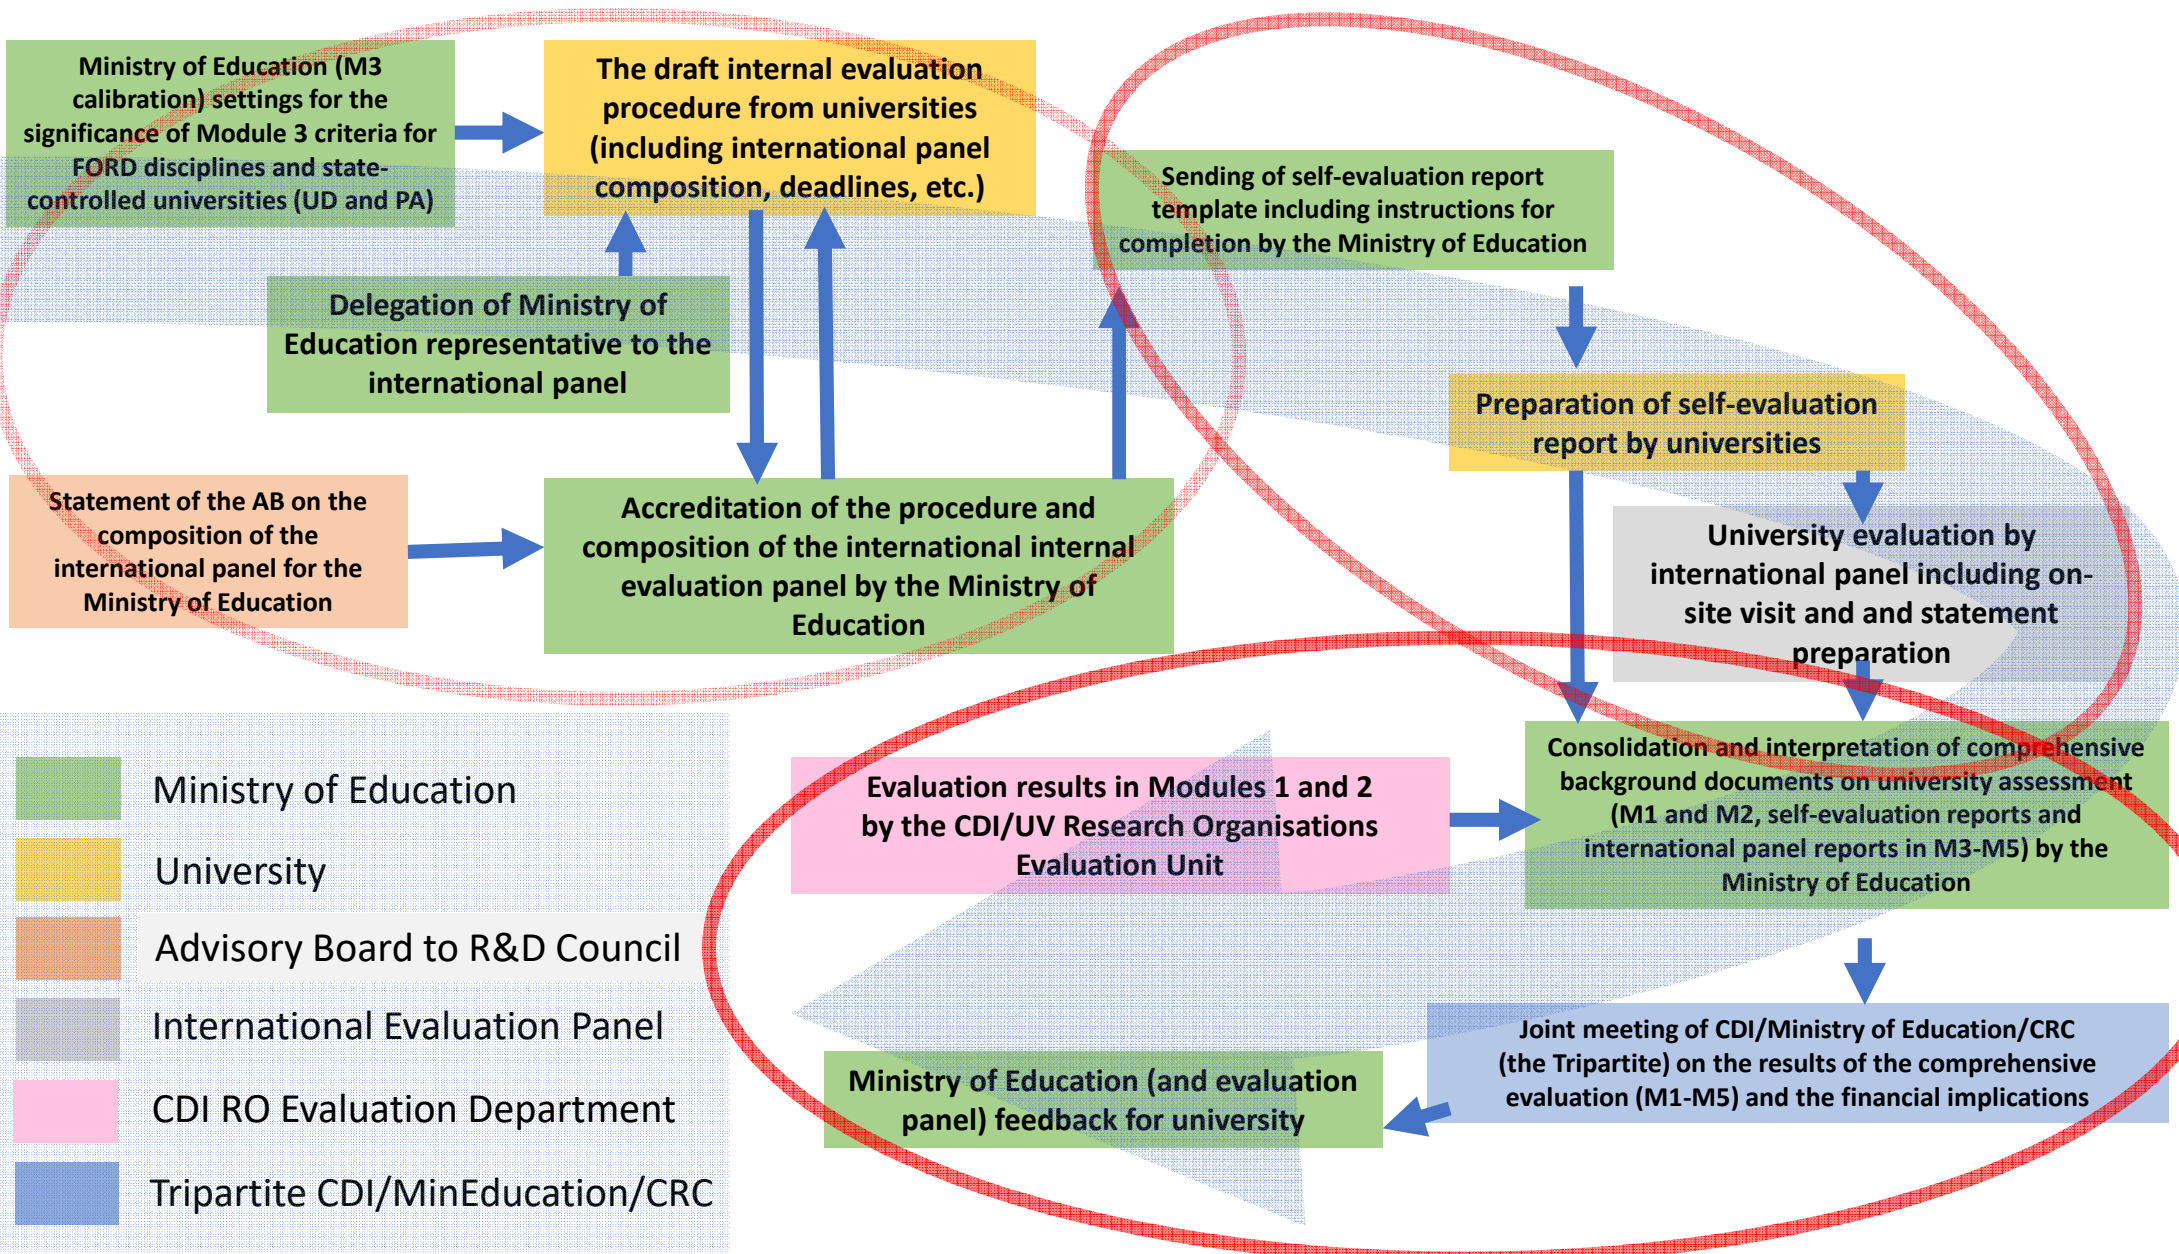 Ministry of Education (M3
calibration) settings for the
significance of Module 3 criteria for
FORD disciplines and state-
controlled universities (UD and PA)
The draft internal evaluation
procedure from universities
(including international panel
composition, deadlines, etc.)
Sending of self-evaluation report
template including instructions for
completion by the Ministry of Education
Delegation of Ministry of
Education representative to the
international panel
Preparation of self-evaluation
report by universities
Statement of the AB on the
composition of the
international panel for the
Ministry of Education
Accreditation of the procedure and
composition of the international internal
evaluation panel by the Ministry of
Education
University evaluation by
international panel including on-
site visit and and statement
preparation
Evaluation results in Modules 1 and 2
by the CDI/UV Research Organisations
Evaluation Unit
Consolidation and interpretation of comprehensive
background documents on university assessment
(M1 and M2, self-evaluation reports and
international panel reports in M3-M5) by the
Ministry of Education
Joint meeting of CDI/Ministry of Education/CRC
(the Tripartite) on the results of the comprehensive
evaluation (M1-M5) and the financial implications
Ministry of Education (and evaluation
panel) feedback for university
Ministry of Education
University
Advisory Board to R&D Council
International Evaluation Panel
CDI RO Evaluation Department
Tripartite CDI/MinEducation/CRC